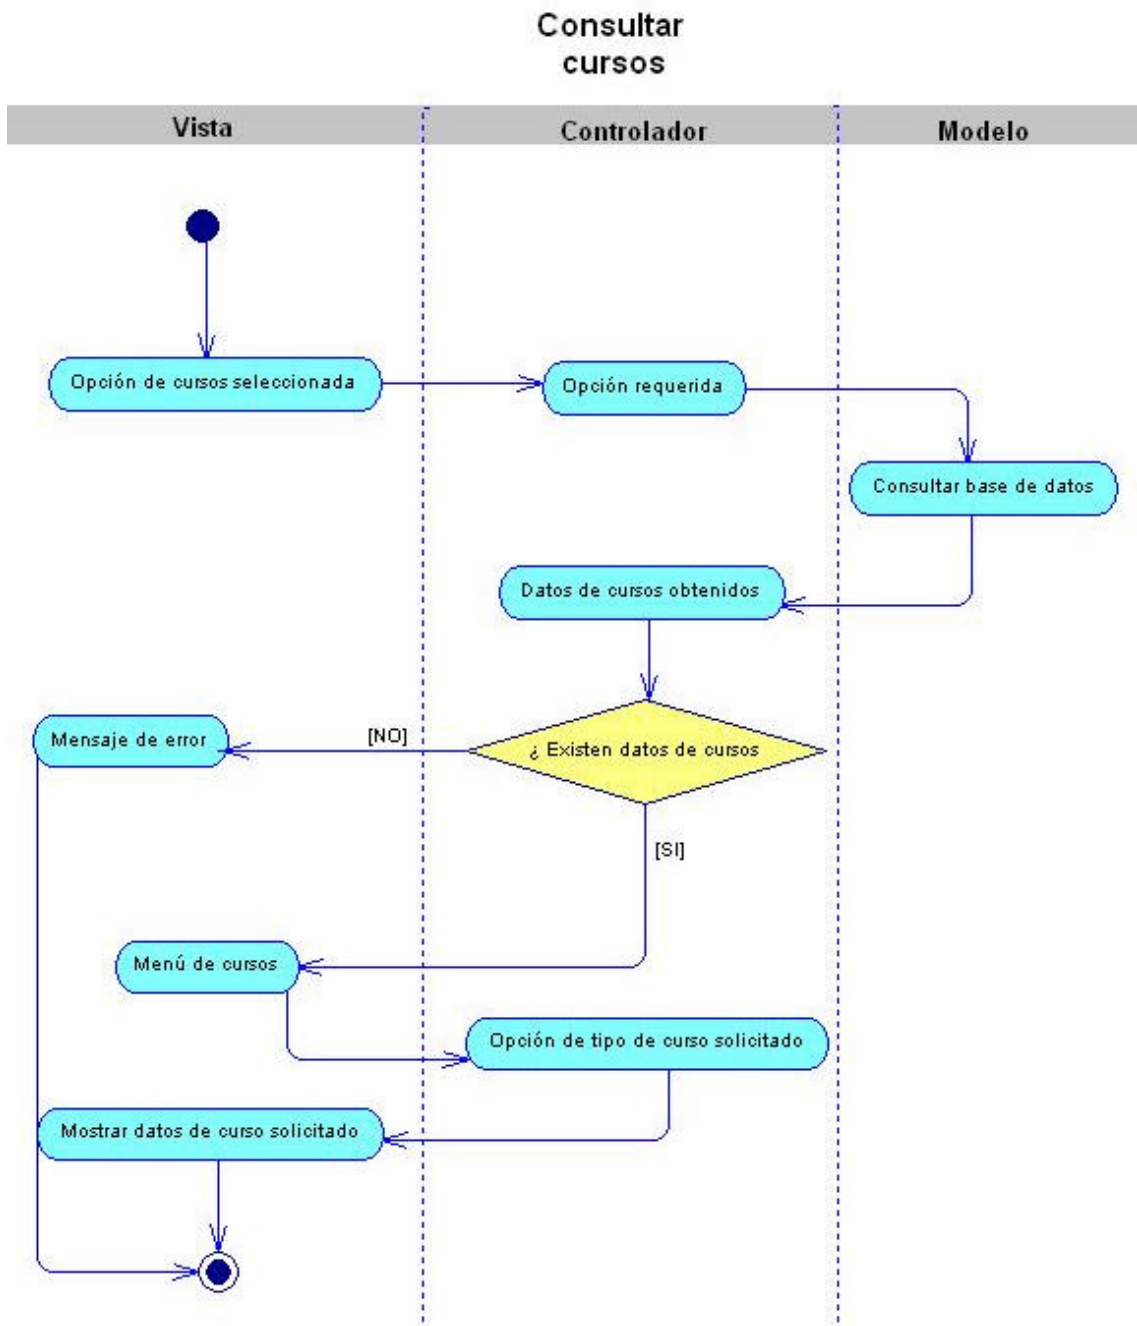 Consultar
cursos
Vista
Controlador
Modelo
Opción de cursos seleccionada
Opción requerida
Consultar base de datos
Datos de cursos obtenidos
Mensaje de error
[NO]
¿ Existen datos de cursos
[SI]
Menú de cursos
Opción de tipo de curso solicitado
Mostrar datos de curso solicitado